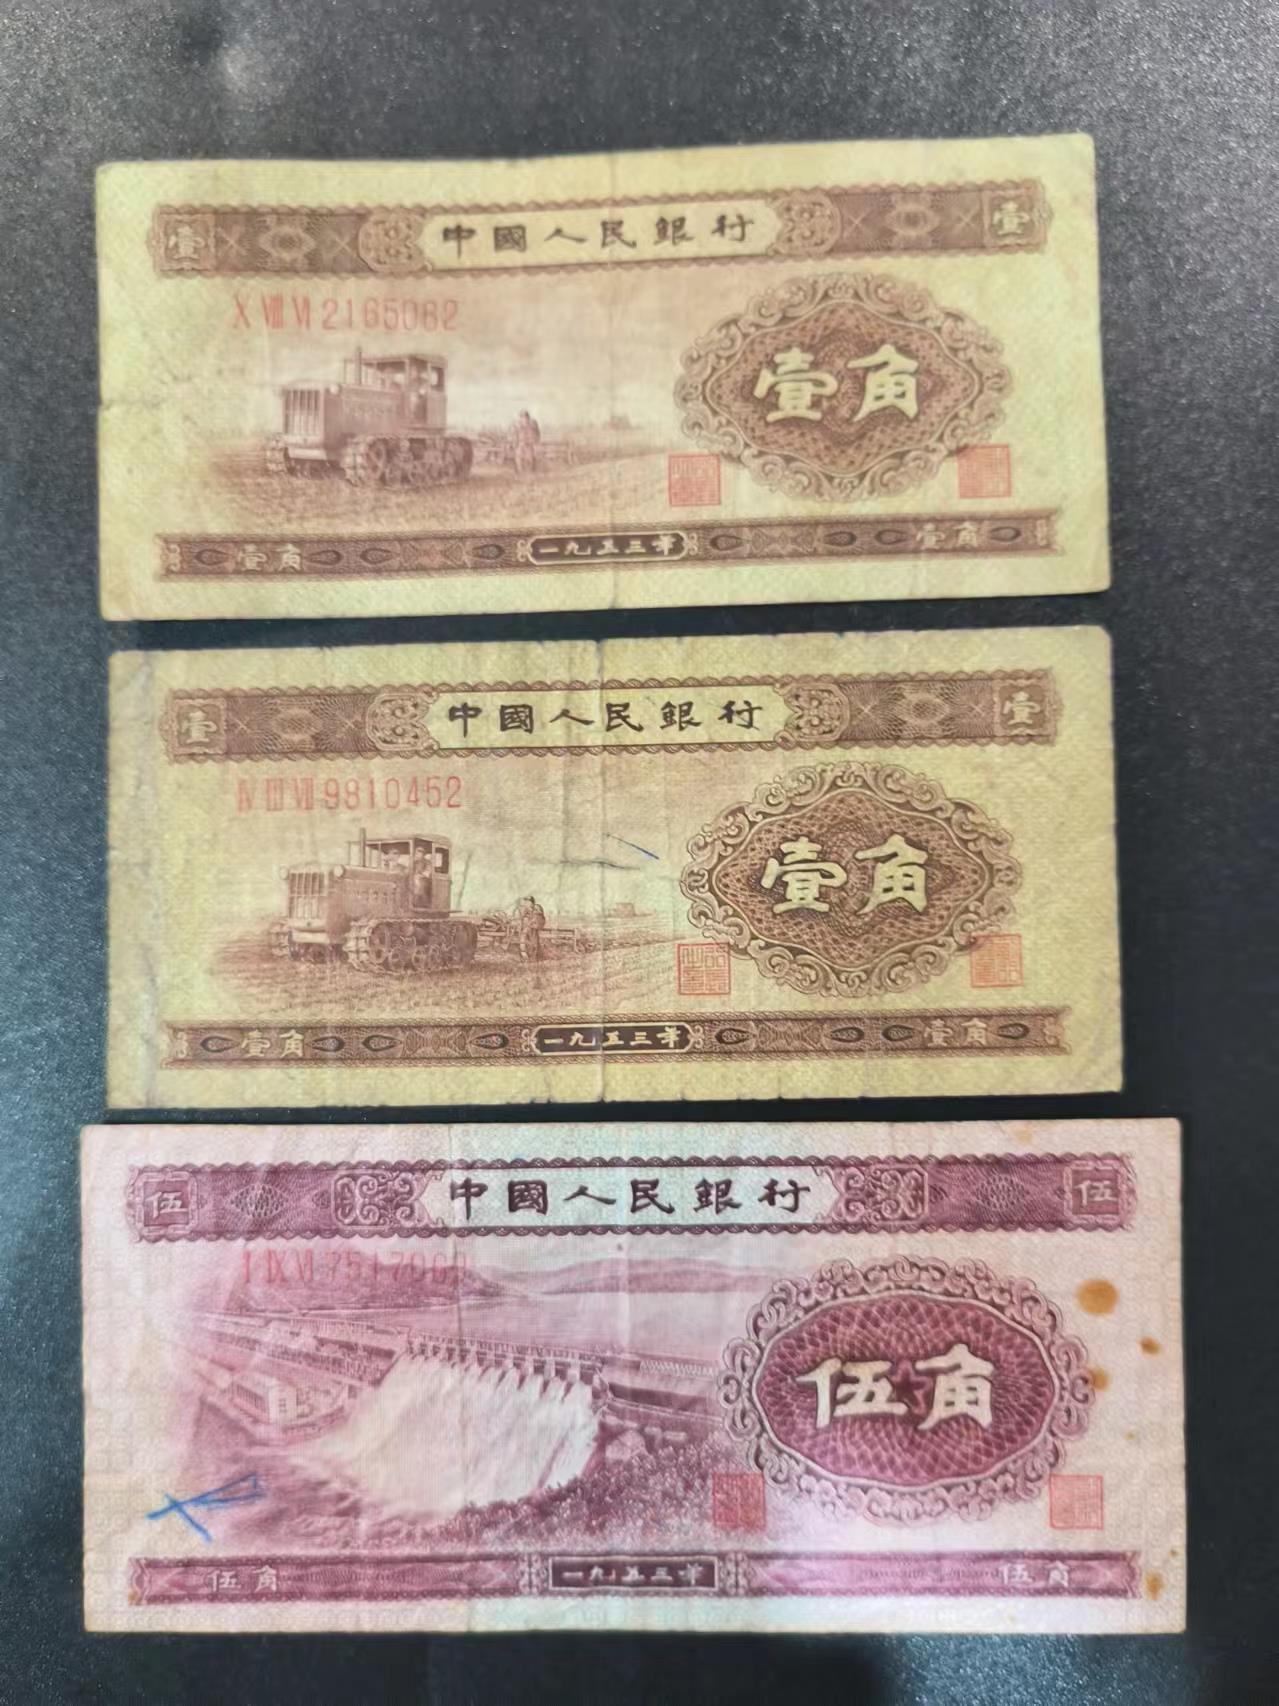 壹 中國人民銀行 壹
X VIII VI 2165062
壹角
壹角 一九五三年 壹角
壹 中國人民銀行 壹
IV III VII 9810452
壹角
壹角 一九五三年 壹角
伍 中國人民銀行 伍
I IX VI
伍角
伍角 一九五三年 伍角